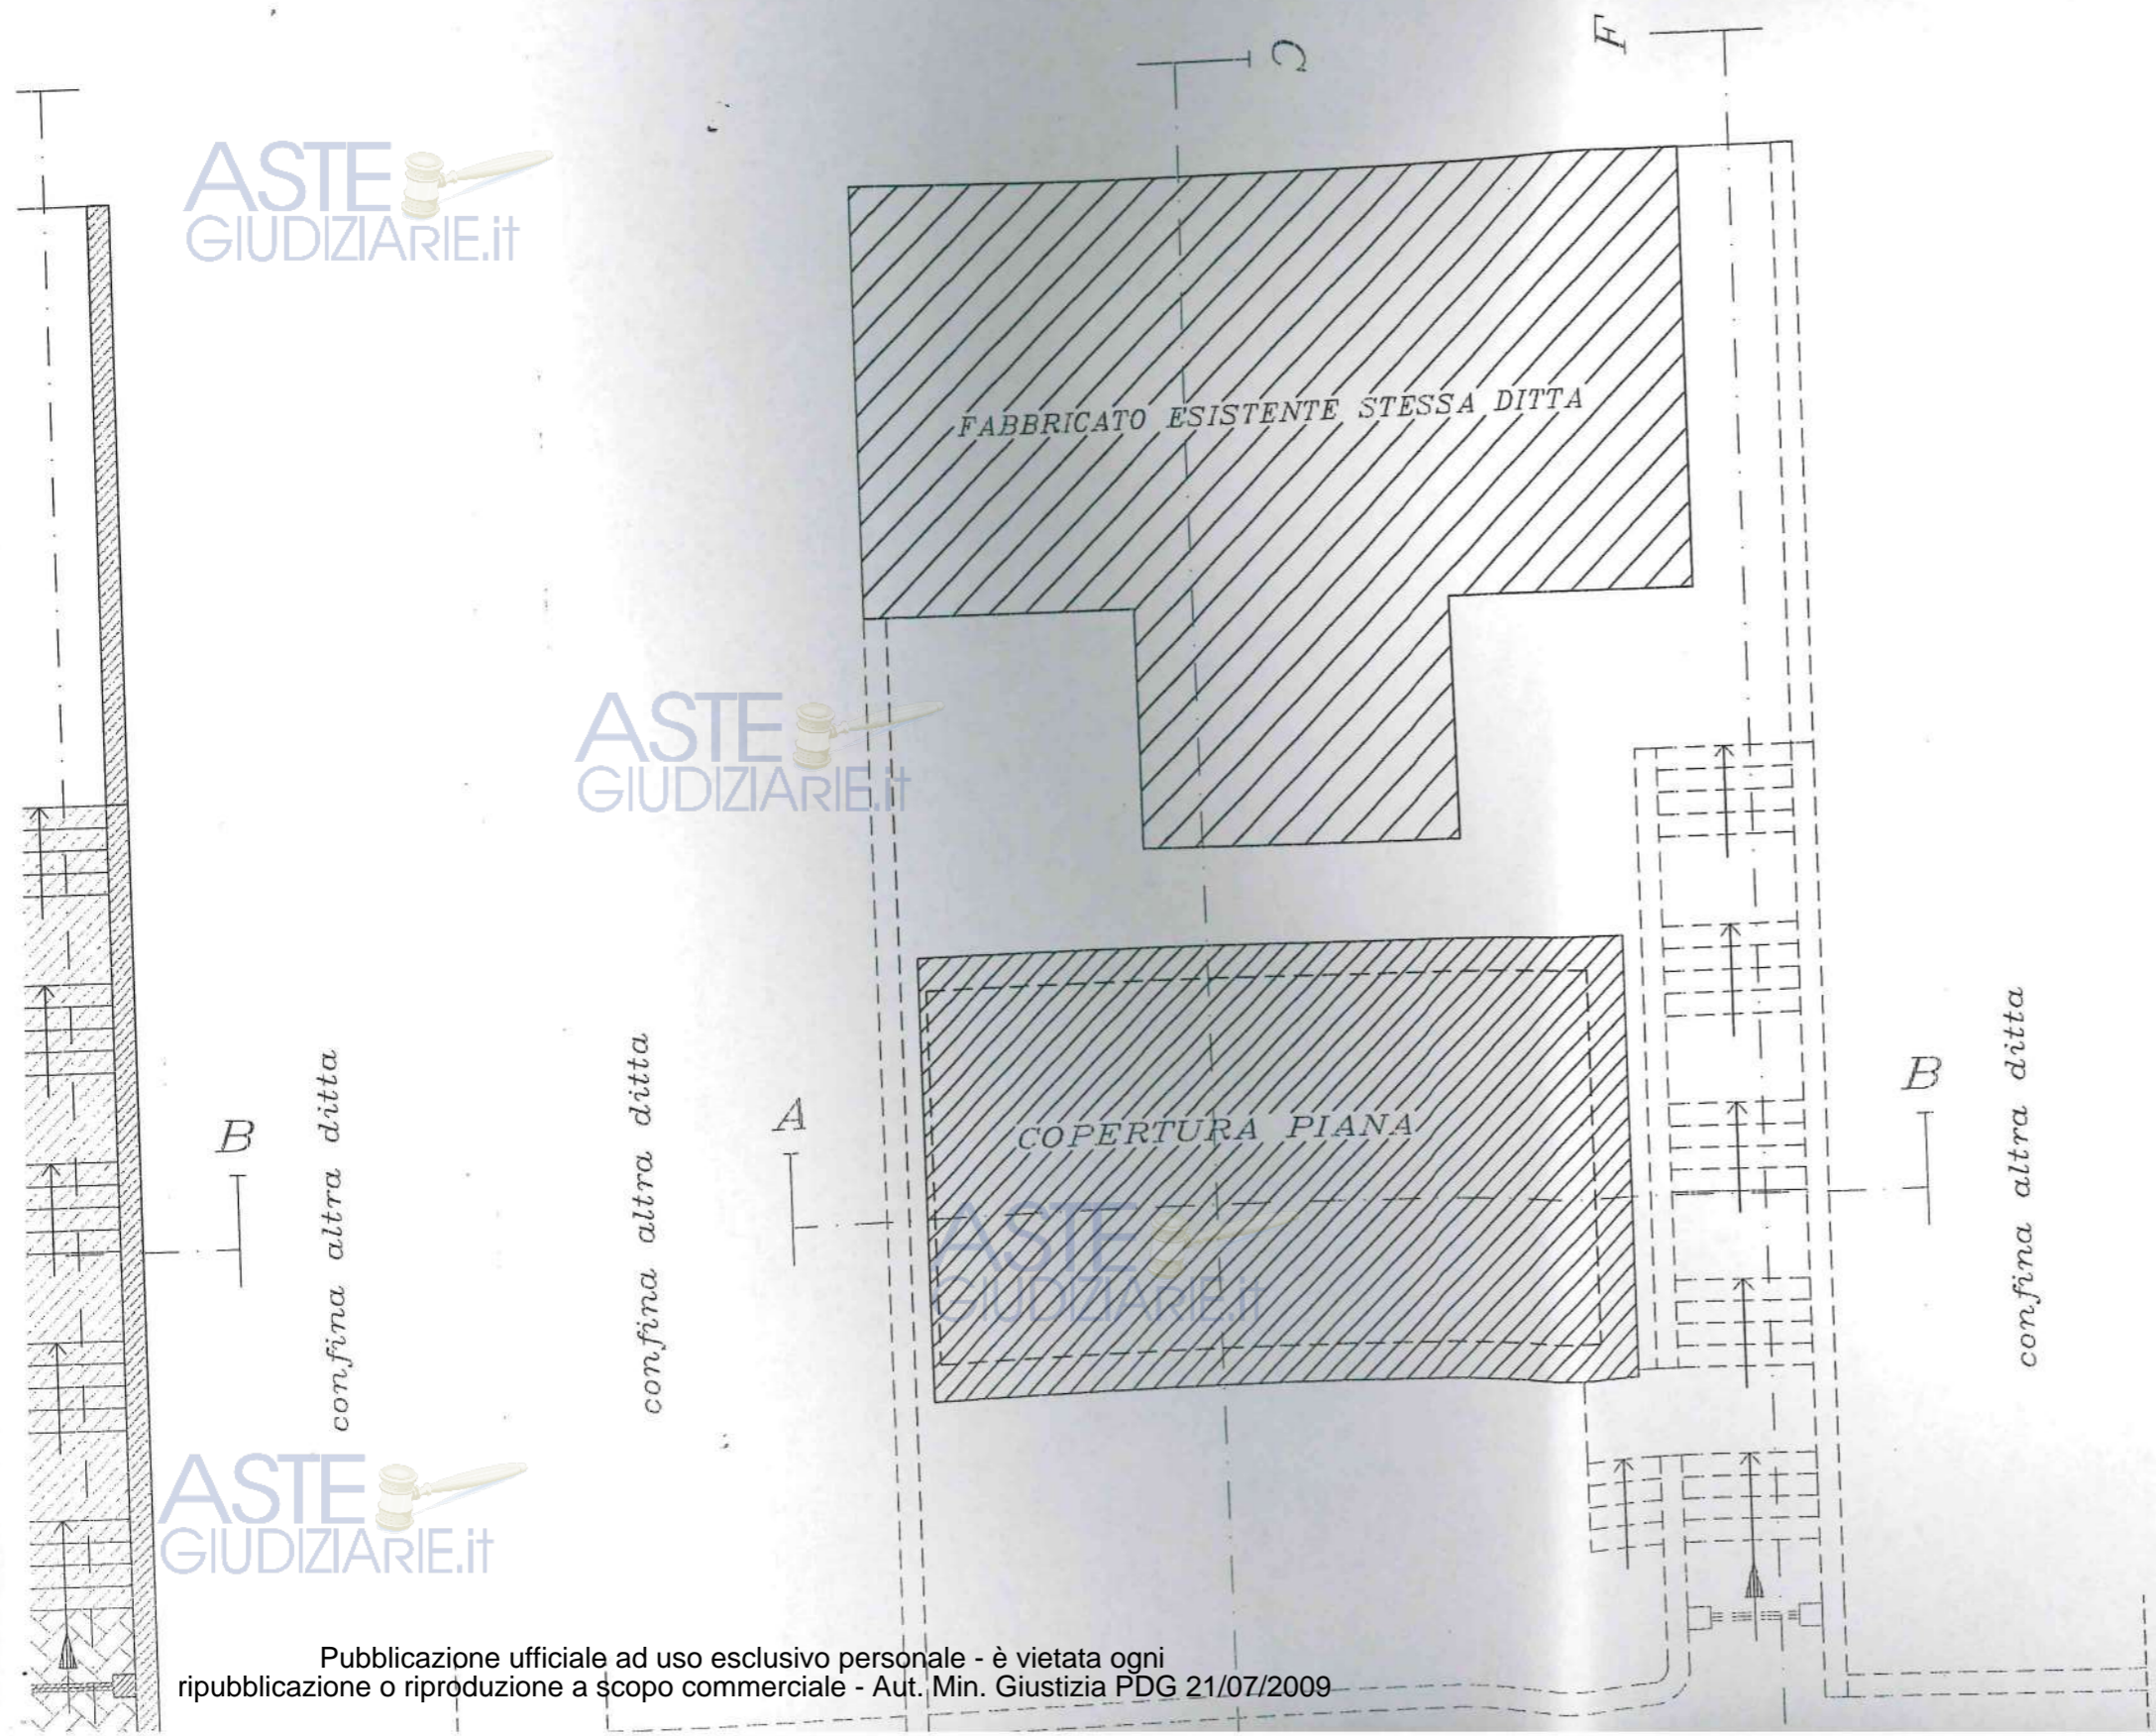 C
F
ASTE
GIUDIZIARIE.it
FABBRICATO ESISTENTE STESSA DITTA
ASTE
GIUDIZIARIE.it
confina altra ditta
B
confina altra ditta
A
COPERTURA PIANA
B
confina altra ditta
ASTE
GIUDIZIARIE.it
ASTE
GIUDIZIARIE.it
Pubblicazione ufficiale ad uso esclusivo personale - è vietata ogni
ripubblicazione o riproduzione a scopo commerciale - Aut. Min. Giustizia PDG 21/07/2009